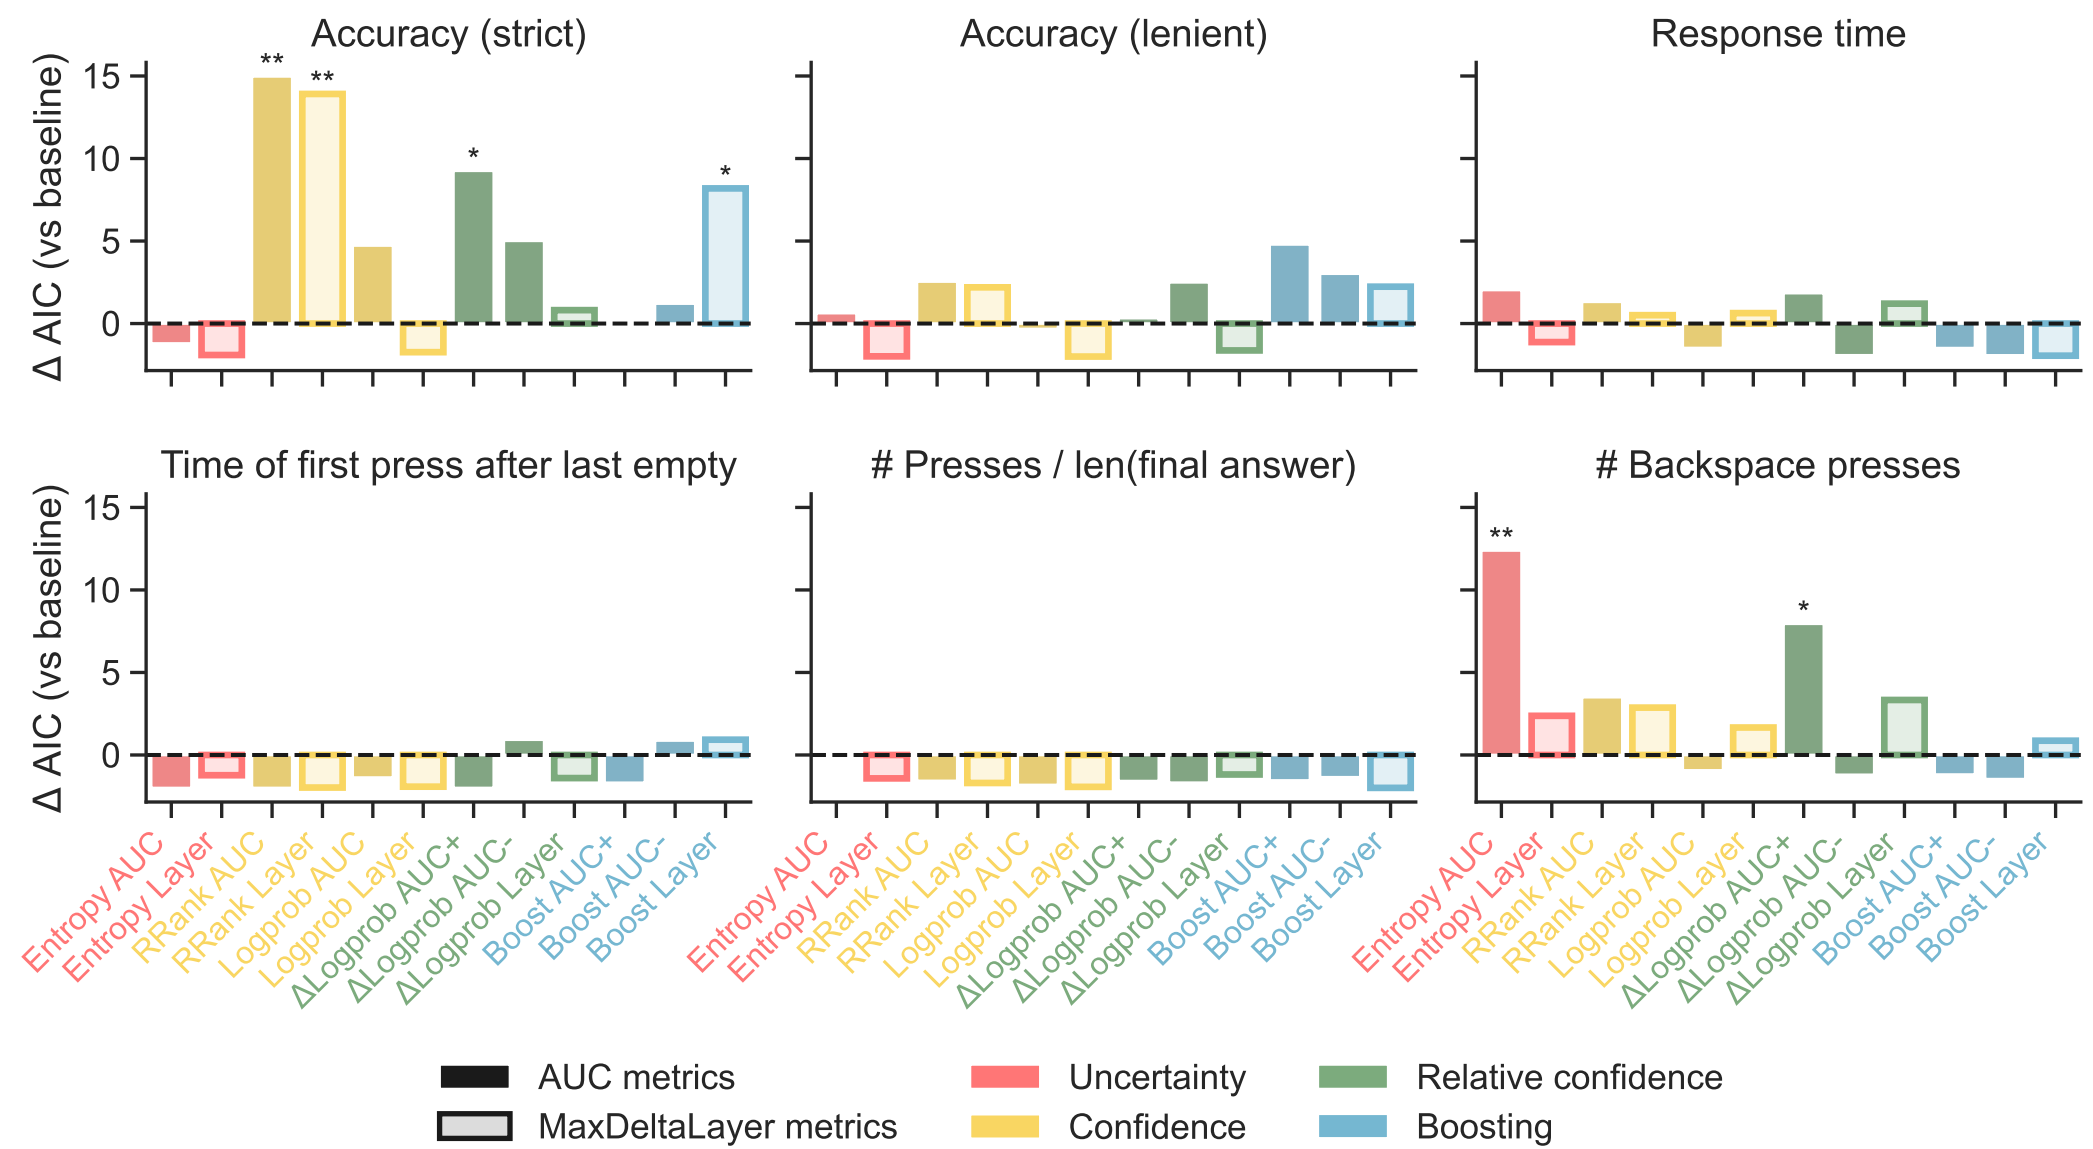 Accuracy (strict)
Accuracy (lenient)
Response time
Δ AIC (vs baseline)
15
10
5
0
**
**
*
*
Time of first press after last empty
# Presses / len(final answer)
# Backspace presses
Δ AIC (vs baseline)
15
10
5
0
**
*
Entropy AUC
Entropy Layer
RRank AUC
RRank Layer
Logprob AUC
Logprob Layer
ΔLogprob AUC+
ΔLogprob AUC-
ΔLogprob Layer
Boost AUC+
Boost AUC-
Boost Layer
Entropy AUC
Entropy Layer
RRank AUC
RRank Layer
Logprob AUC
Logprob Layer
ΔLogprob AUC+
ΔLogprob AUC-
ΔLogprob Layer
Boost AUC+
Boost AUC-
Boost Layer
Entropy AUC
Entropy Layer
RRank AUC
RRank Layer
Logprob AUC
Logprob Layer
ΔLogprob AUC+
ΔLogprob AUC-
ΔLogprob Layer
Boost AUC+
Boost AUC-
Boost Layer
AUC metrics
MaxDeltaLayer metrics
Uncertainty
Confidence
Relative confidence
Boosting